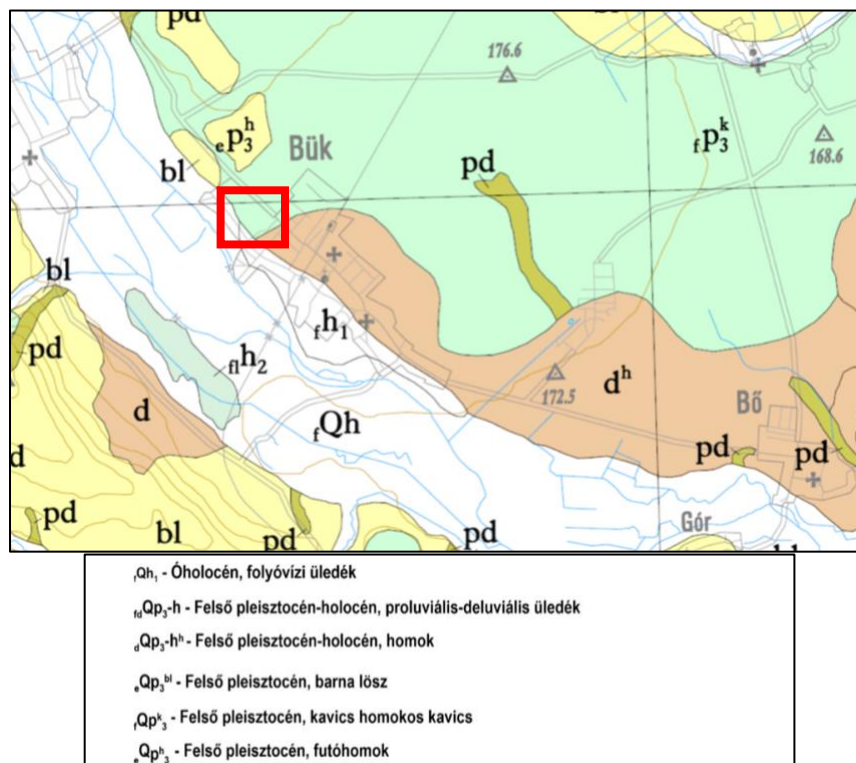 pd
bl
176.6
ₑp₃ʰ
Bük
bl
pd
fp₃ᵏ
168.6
bl
pd
fh₁
flh₂
d
fQh
172.5
dʰ
Bő
pd
pd
d
pd
bl
pd
pd
Gór
bl
fQh₁ - Óholocén, folyóvízi üledék
fdQp₃-h - Felső pleisztocén-holocén, proluviális-deluviális üledék
dQp₃-hʰ - Felső pleisztocén-holocén, homok
eQp₃ᵇˡ - Felső pleisztocén, barna lösz
fQpᵏ₃ - Felső pleisztocén, kavics homokos kavics
eQpʰ₃ - Felső pleisztocén, futóhomok